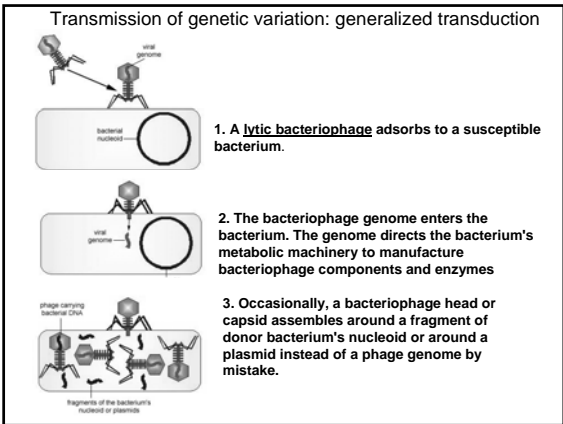 Transmission of genetic variation: generalized transduction
viral
genome
bacterial
nucleoid
1. A lytic bacteriophage adsorbs to a susceptible
bacterium.
viral
genome
2. The bacteriophage genome enters the
bacterium. The genome directs the bacterium's
metabolic machinery to manufacture
bacteriophage components and enzymes
phage carrying
bacterial DNA
3. Occasionally, a bacteriophage head or
capsid assembles around a fragment of
donor bacterium's nucleoid or around a
plasmid instead of a phage genome by
mistake.
fragments of the bacterium's
nucleoid or plasmids